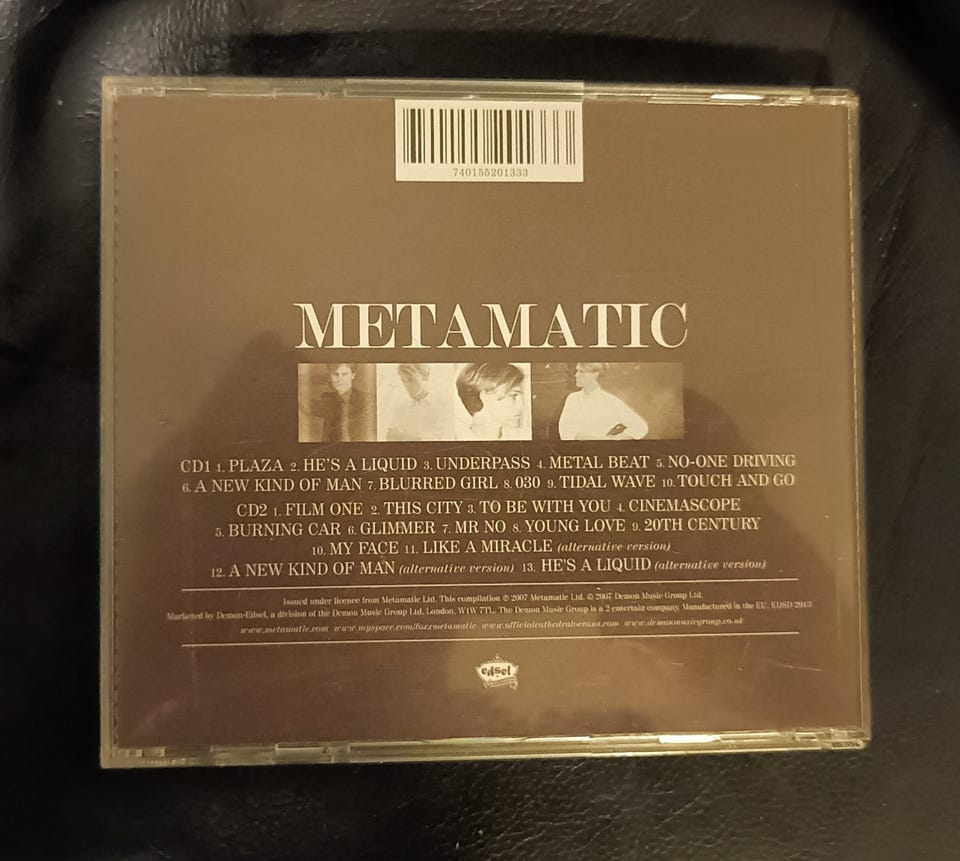 740155201333
METAMATIC
CD1 1. PLAZA 2. HE'S A LIQUID 3. UNDERPASS 4. METAL BEAT 5. NO-ONE DRIVING
6. A NEW KIND OF MAN 7. BLURRED GIRL 8. 030 9. TIDAL WAVE 10. TOUCH AND GO
CD2 1. FILM ONE 2. THIS CITY 3. TO BE WITH YOU 4. CINEMASCOPE
5. BURNING CAR 6. GLIMMER 7. MR NO 8. YOUNG LOVE 9. 20TH CENTURY
10. MY FACE 11. LIKE A MIRACLE (alternative version)
12. A NEW KIND OF MAN (alternative version) 13. HE'S A LIQUID (alternative version)
Issued under licence from Metamatic Ltd. This compilation ℗ 2007 Metamatic Ltd. © 2007 Demon Music Group Ltd.
Marketed by Demon-Edsel, a division of the Demon Music Group Ltd, London, W1W 7TL. The Demon Music Group is a 2 entertain company. Manufactured in the EU. EDSD 2013
www.metamatic.com www.myspace.com/foxxmetamatic www.officialcathedraloceans.com www.demonmusicgroup.co.uk
edsel